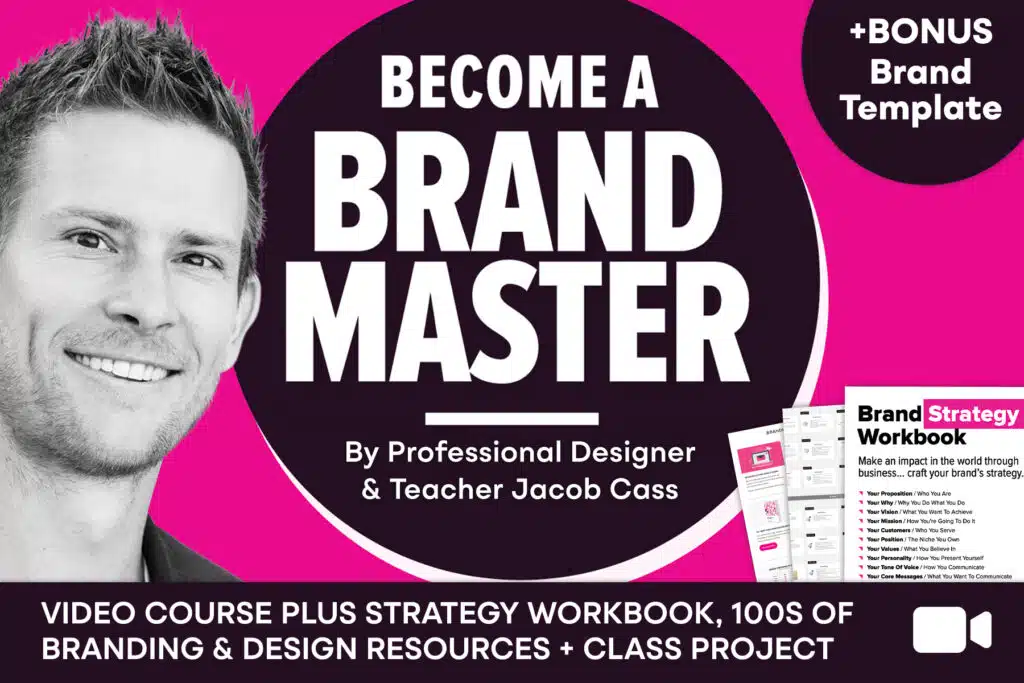 BECOME A
BRAND
MASTER
By Professional Designer
& Teacher Jacob Cass
+BONUS
Brand
Template
Brand Strategy
Workbook
Make an impact in the world through
business... craft your brand's strategy.
Your Proposition / Who You Are
Your Why / Why You Do What You Do
Your Vision / What You Want To Achieve
Your Mission / How You're Going To Do It
Your Customers / Who You Serve
Your Position / The Niche You Own
Your Values / What You Believe In
Your Personality / How You Present Yourself
Your Tone Of Voice / How You Communicate
Your Core Messages / What You Want To Communicate
VIDEO COURSE PLUS STRATEGY WORKBOOK, 100S OF
BRANDING & DESIGN RESOURCES + CLASS PROJECT